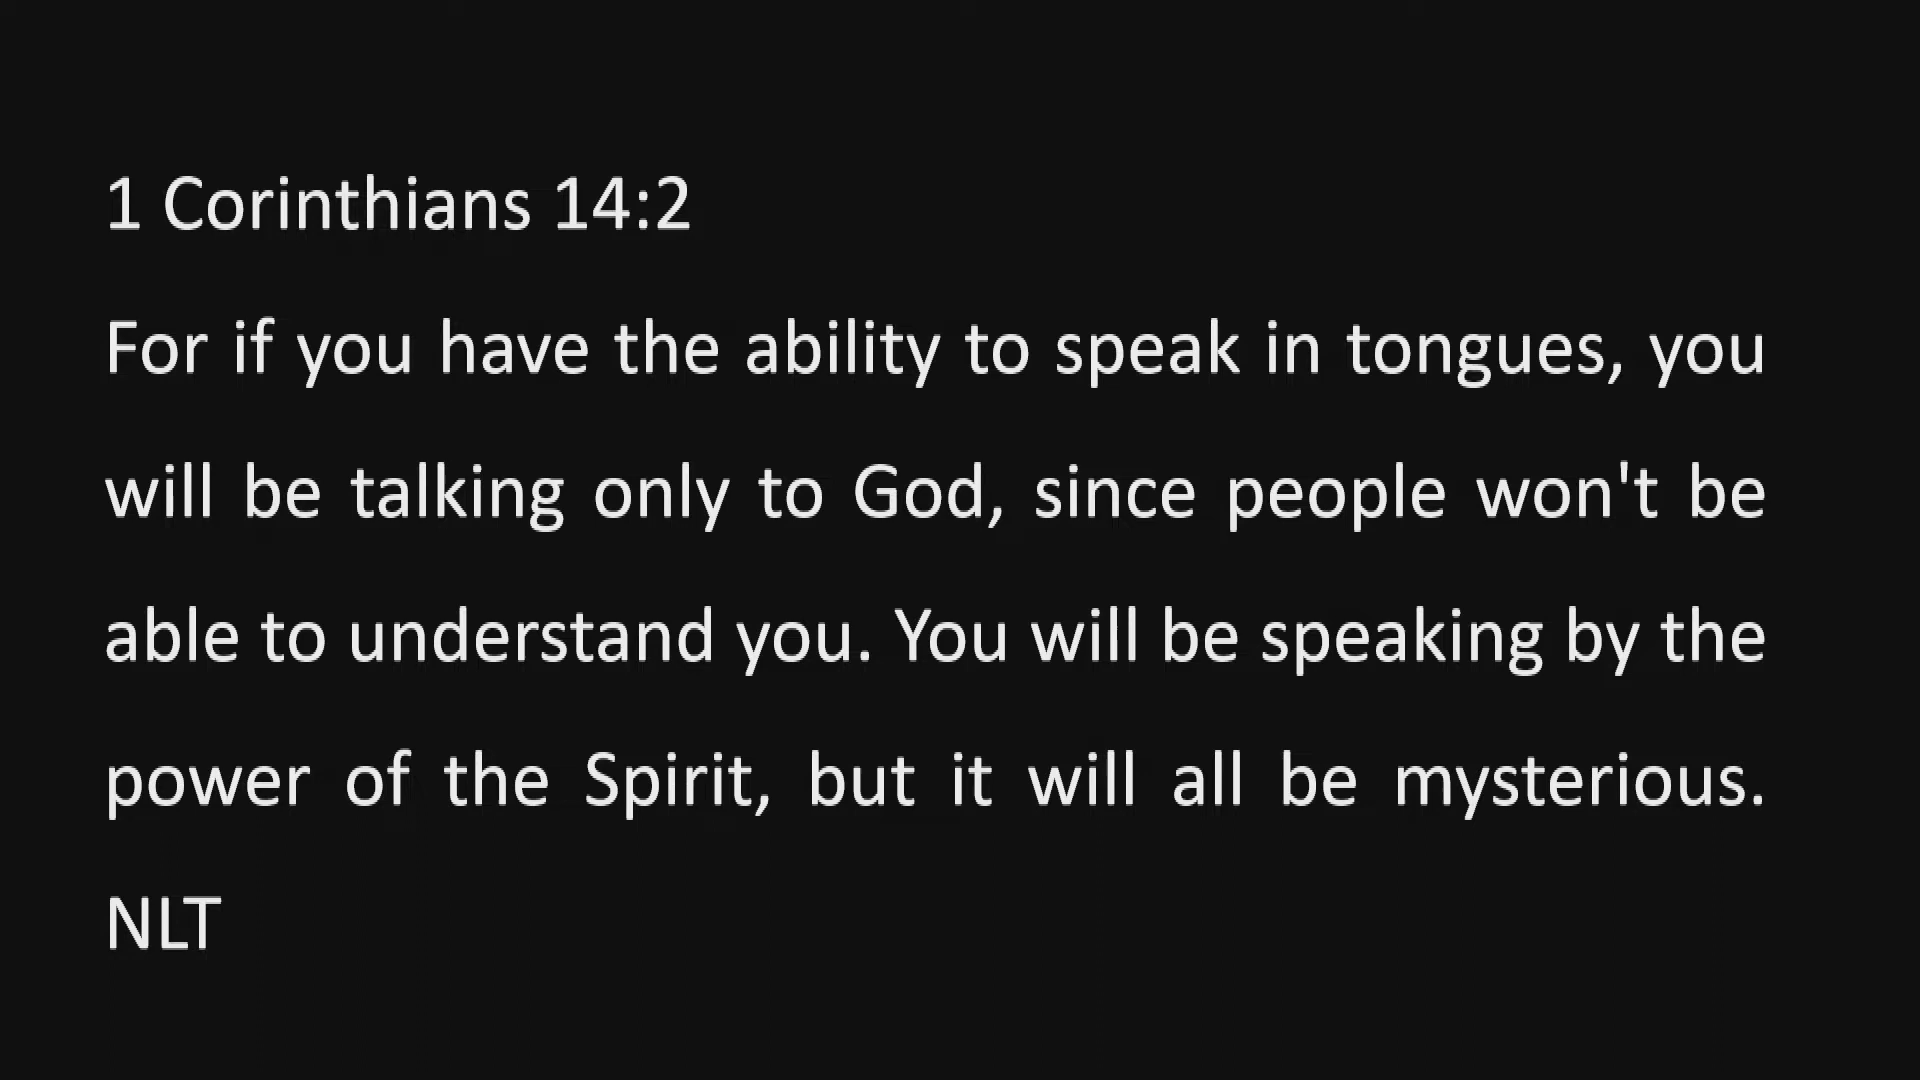 1 Corinthians 14:2
For if you have the ability to speak in tongues, you
will be talking only to God, since people won't be
able to understand you. You will be speaking by the
power of the Spirit, but it will all be mysterious.
NLT